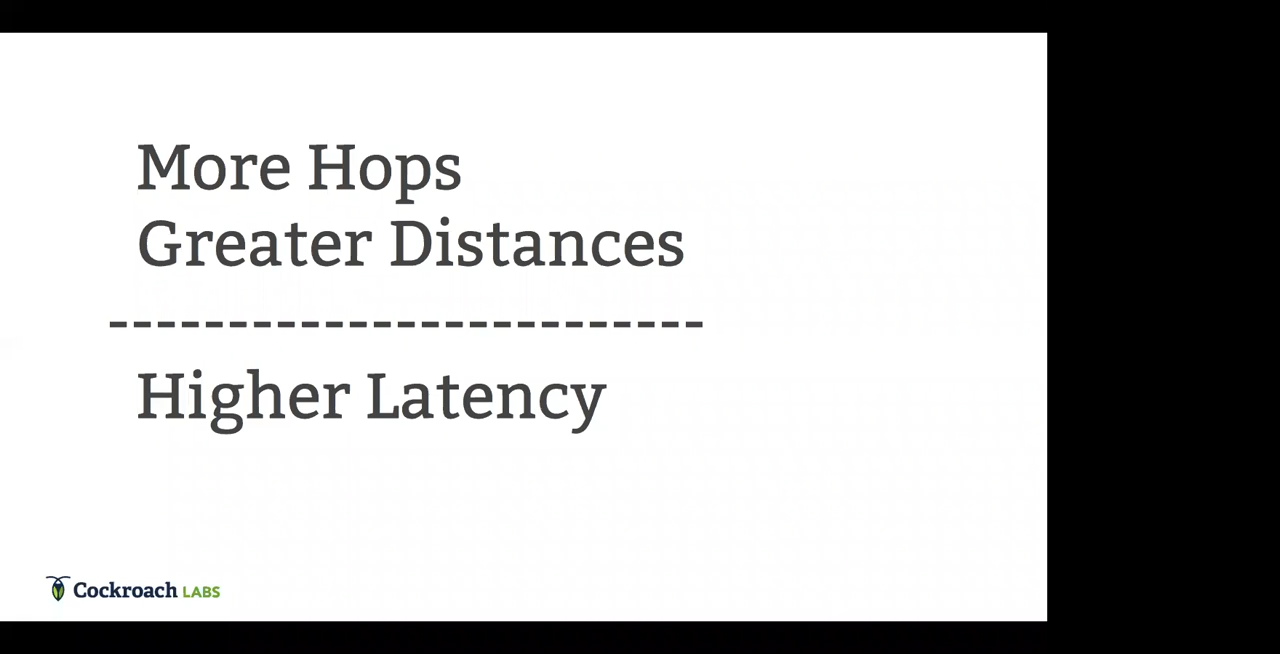 More Hops
Greater Distances
-------------------------
Higher Latency
Cockroach LABS